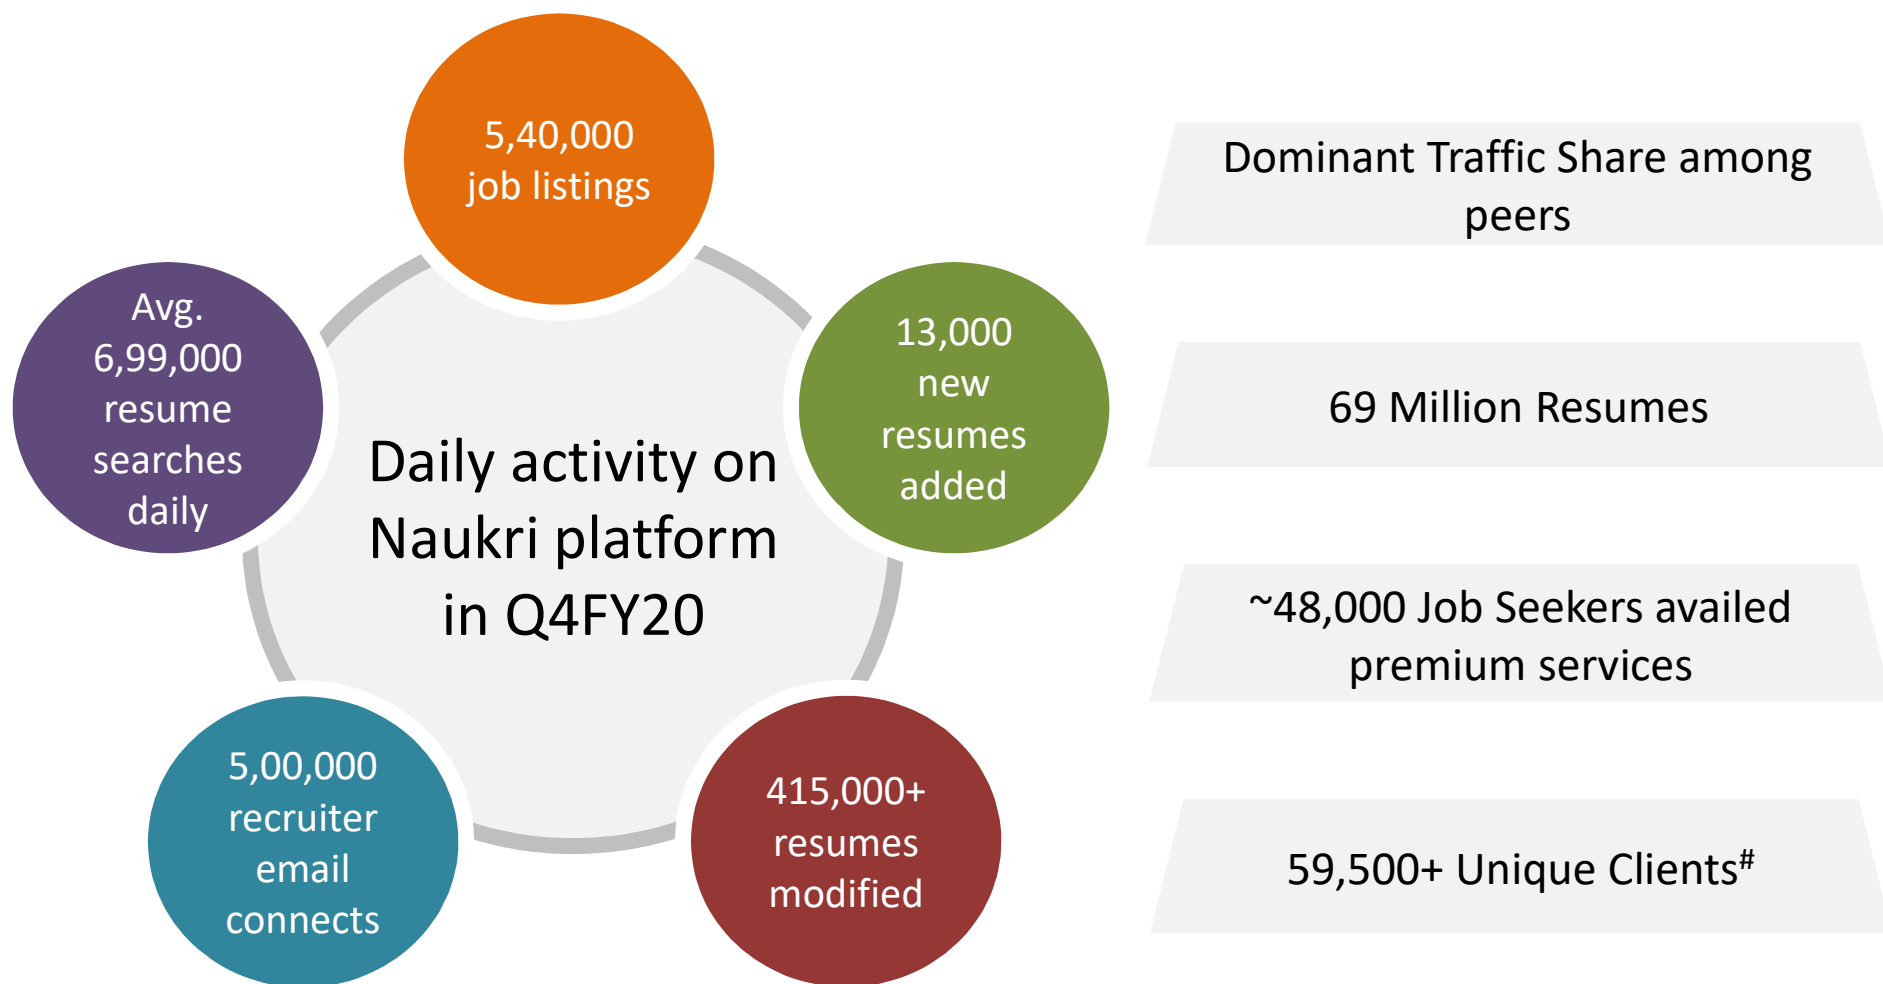 5,40,000
job listings
Avg.
6,99,000
resume
searches
daily
13,000
new
resumes
added
Daily activity on
Naukri platform
in Q4FY20
5,00,000
recruiter
email
connects
415,000+
resumes
modified
Dominant Traffic Share among
peers
69 Million Resumes
~48,000 Job Seekers availed
premium services
59,500+ Unique Clients#